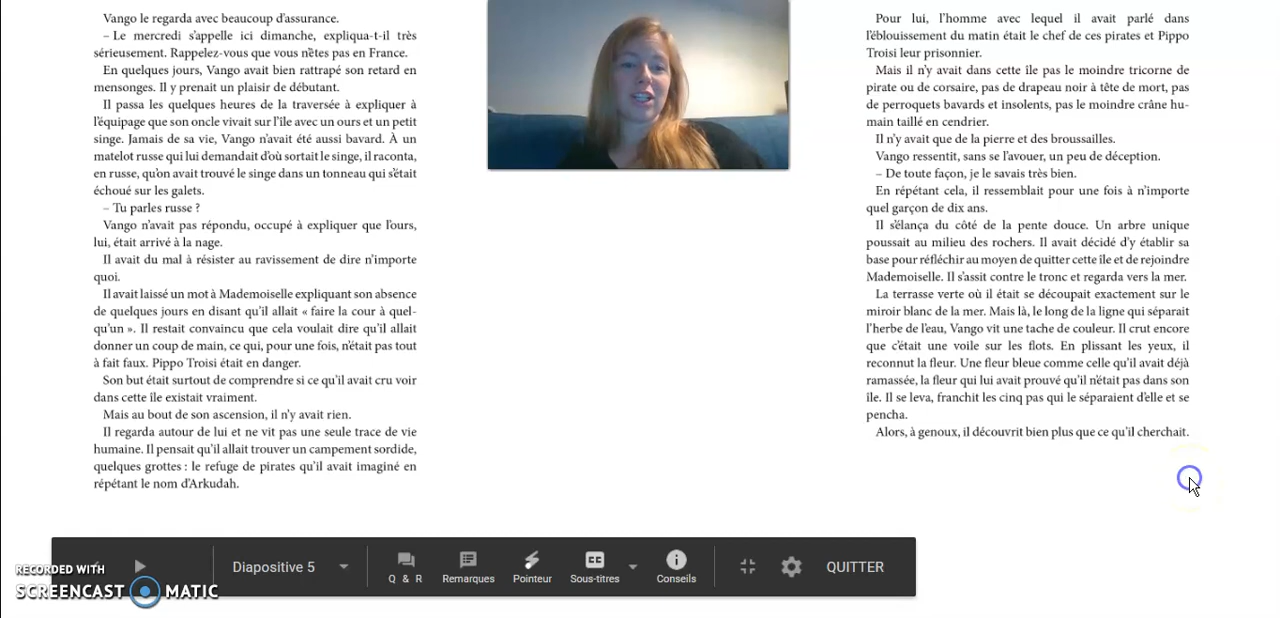 Vango le regarda avec beaucoup d'assurance.
– Le mercredi s'appelle ici dimanche, expliqua-t-il très
sérieusement. Rappelez-vous que vous n'êtes pas en France.
En quelques jours, Vango avait bien rattrapé son retard en
mensonges. Il y prenait un plaisir de débutant.
Il passa les quelques heures de la traversée à expliquer à
l'équipage que son oncle vivait sur l'île avec un ours et un petit
singe. Jamais de sa vie, Vango n'avait été aussi bavard. À un
matelot russe qui lui demandait d'où sortait le singe, il raconta,
en russe, qu'on avait trouvé le singe dans un tonneau qui s'était
échoué sur les galets.
– Tu parles russe ?
Vango n'avait pas répondu, occupé à expliquer que l'ours,
lui, était arrivé à la nage.
Il avait du mal à résister au ravissement de dire n'importe
quoi.
Il avait laissé un mot à Mademoiselle expliquant son absence
de quelques jours en disant qu'il allait « faire la cour à quel-
qu'un ». Il restait convaincu que cela voulait dire qu'il allait
donner un coup de main, ce qui, pour une fois, n'était pas tout
à fait faux. Pippo Troisi était en danger.
Son but était surtout de comprendre si ce qu'il avait cru voir
dans cette île existait vraiment.
Mais au bout de son ascension, il n'y avait rien.
Il regarda autour de lui et ne vit pas une seule trace de vie
humaine. Il pensait qu'il allait trouver un campement sordide,
quelques grottes : le refuge de pirates qu'il avait imaginé en
répétant le nom d'Arkudah.
Pour lui, l'homme avec lequel il avait parlé dans
l'éblouissement du matin était le chef de ces pirates et Pippo
Troisi leur prisonnier.
Mais il n'y avait dans cette île pas le moindre tricorne de
pirate ou de corsaire, pas de drapeau noir à tête de mort, pas
de perroquets bavards et insolents, pas le moindre crâne hu-
main taillé en cendrier.
Il n'y avait que de la pierre et des broussailles.
Vango ressentit, sans se l'avouer, un peu de déception.
– De toute façon, je le savais très bien.
En répétant cela, il ressemblait pour une fois à n'importe
quel garçon de dix ans.
Il s'élança du côté de la pente douce. Un arbre unique
poussait au milieu des rochers. Il avait décidé d'y établir sa
base pour réfléchir au moyen de quitter cette île et de rejoindre
Mademoiselle. Il s'assit contre le tronc et regarda vers la mer.
La terrasse verte où il était se découpait exactement sur le
miroir blanc de la mer. Mais là, le long de la ligne qui séparait
l'herbe de l'eau, Vango vit une tache de couleur. Il crut encore
que c'était une voile sur les flots. En plissant les yeux, il
reconnut la fleur. Une fleur bleue comme celle qu'il avait déjà
ramassée, la fleur qui lui avait prouvé qu'il n'était pas dans son
île. Il se leva, franchit les cinq pas qui le séparaient d'elle et se
pencha.
Alors, à genoux, il découvrit bien plus que ce qu'il cherchait.
Diapositive 5
Q & R
Remarques
Pointeur
CC
Sous-titres
Conseils
QUITTER
RECORDED WITH
SCREENCAST MATIC